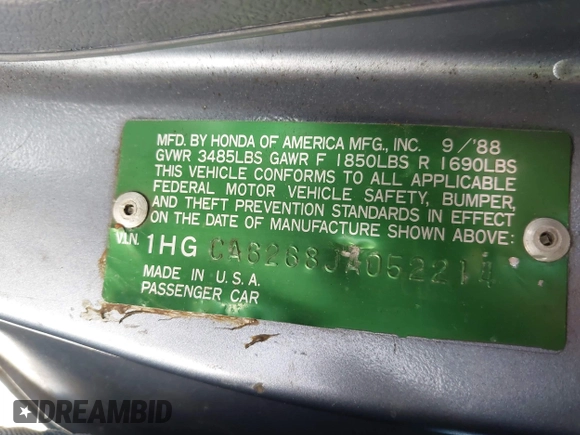 MFD. BY HONDA OF AMERICA MFG., INC. 9/'88
GVWR 3485LBS GAWR F 1850LBS R 1690LBS
THIS VEHICLE CONFORMS TO ALL APPLICABLE
FEDERAL MOTOR VEHICLE SAFETY, BUMPER,
AND THEFT PREVENTION STANDARDS IN EFFECT
ON THE DATE OF MANUFACTURE SHOWN ABOVE:
V.I.N. 1HG
MADE IN U.S.A.
PASSENGER CAR
DREAMBID